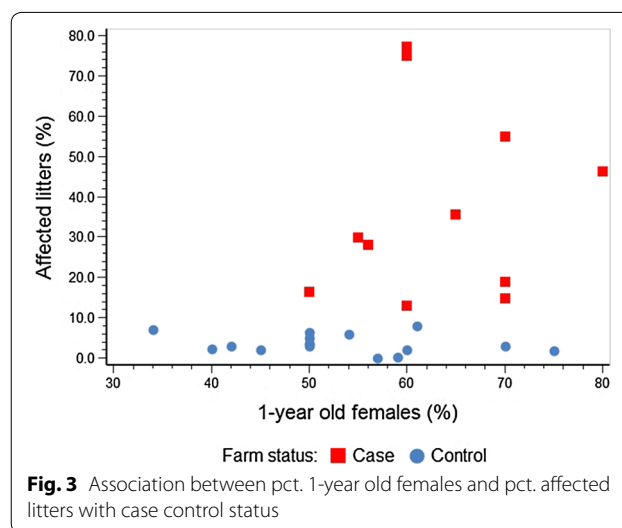 80.0
70.0
60.0
50.0
40.0
30.0
20.0
10.0
0.0
Affected litters (%)
30 40 50 60 70 80
1-year old females (%)
Farm status: Case Control
Fig. 3 Association between pct. 1-year old females and pct. affected
litters with case control status